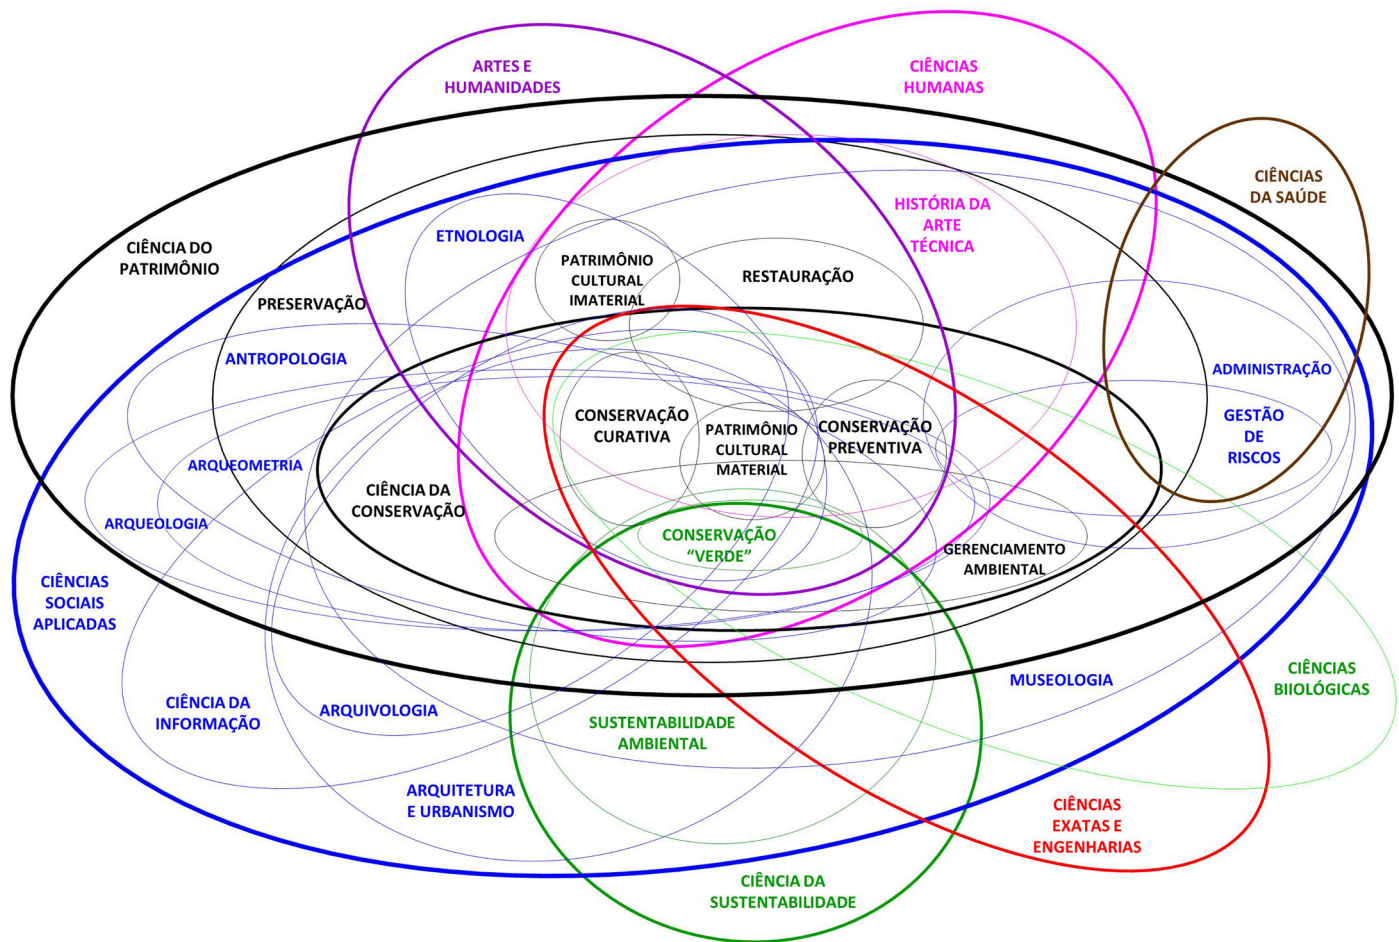 ARTES E
HUMANIDADES
CIÊNCIAS
HUMANAS
CIÊNCIAS
DA SAÚDE
HISTÓRIA DA
ARTE
TÉCNICA
ETNOLOGIA
CIÊNCIA DO
PATRIMÔNIO
PATRIMÔNIO
CULTURAL
IMATERIAL
RESTAURAÇÃO
PRESERVAÇÃO
ANTROPOLOGIA
ADMINISTRAÇÃO
GESTÃO
DE
RISCOS
CONSERVAÇÃO
CURATIVA
PATRIMÔNIO
CULTURAL
MATERIAL
CONSERVAÇÃO
PREVENTIVA
ARQUEOMETRIA
CIÊNCIA DA
CONSERVAÇÃO
ARQUEOLOGIA
CONSERVAÇÃO
“VERDE”
GERENCIAMENTO
AMBIENTAL
CIÊNCIAS
SOCIAIS
APLICADAS
CIÊNCIA DA
INFORMAÇÃO
ARQUIVOLOGIA
SUSTENTABILIDADE
AMBIENTAL
MUSEOLOGIA
CIÊNCIAS
BIIOLÓGICAS
ARQUITETURA
E URBANISMO
CIÊNCIAS
EXATAS E
ENGENHARIAS
CIÊNCIA DA
SUSTENTABILIDADE